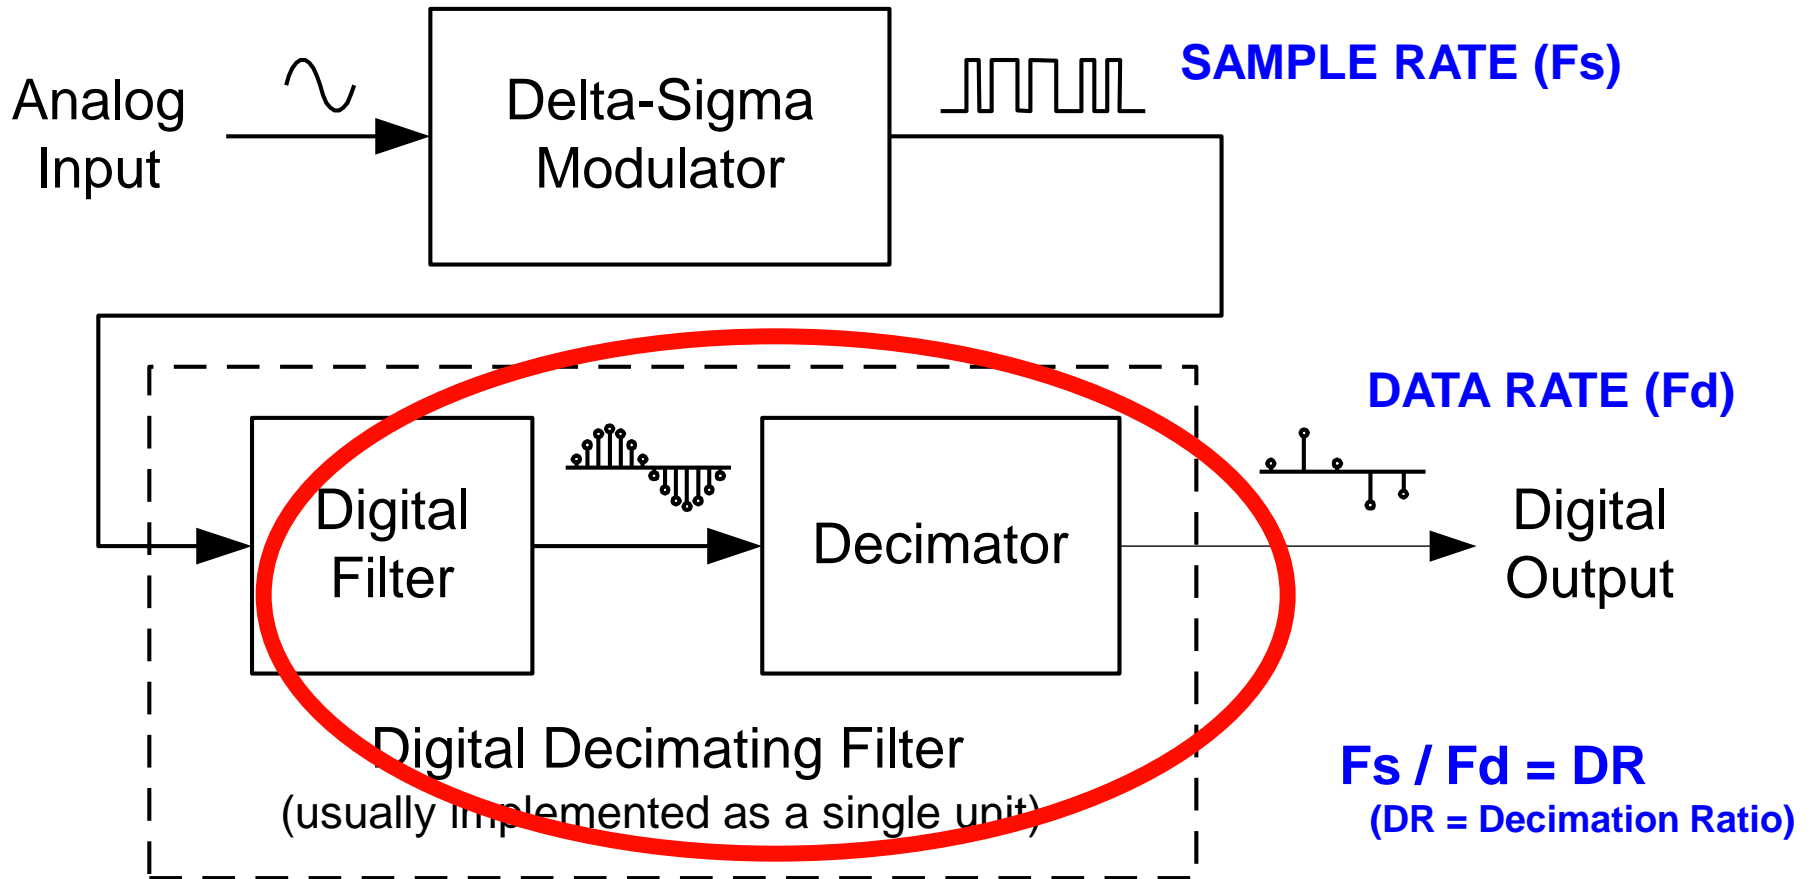 SAMPLE RATE (Fs)
Analog
Input
Delta-Sigma
Modulator
DATA RATE (Fd)
Digital
Filter
Decimator
Digital
Output
Digital Decimating Filter
(usually implemented as a single unit)
Fs / Fd = DR
(DR = Decimation Ratio)